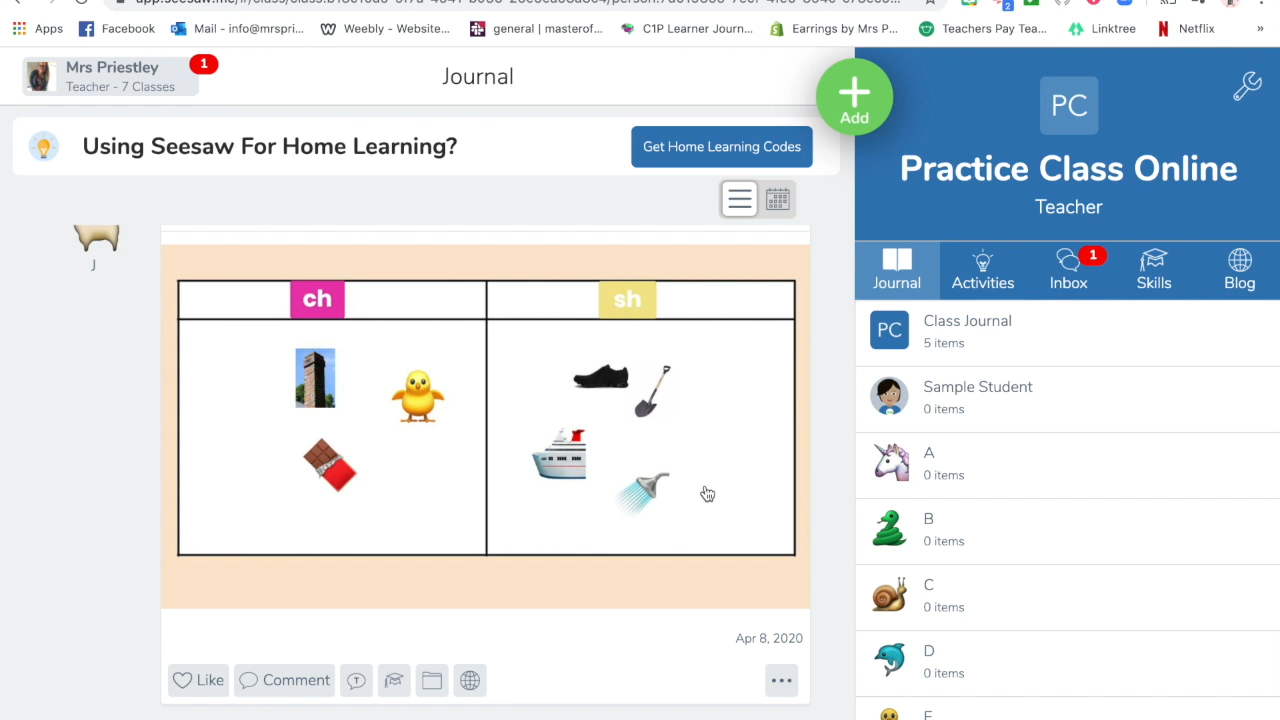 Apps Facebook Mail - info@mrspri... Weebly - Website... general | masterof... C1P Learner Journ... Earrings by Mrs P... Teachers Pay Tea... Linktree Netflix »
2
Mrs Priestley
Teacher - 7 Classes
1
Journal
Add
Using Seesaw For Home Learning?
Get Home Learning Codes
J
ch
sh
Apr 8, 2020
Like
Comment
T
PC
Practice Class Online
Teacher
Journal
Activities
1
Inbox
Skills
Blog
PC
Class Journal
5 items
Sample Student
0 items
A
0 items
B
0 items
C
0 items
D
0 items